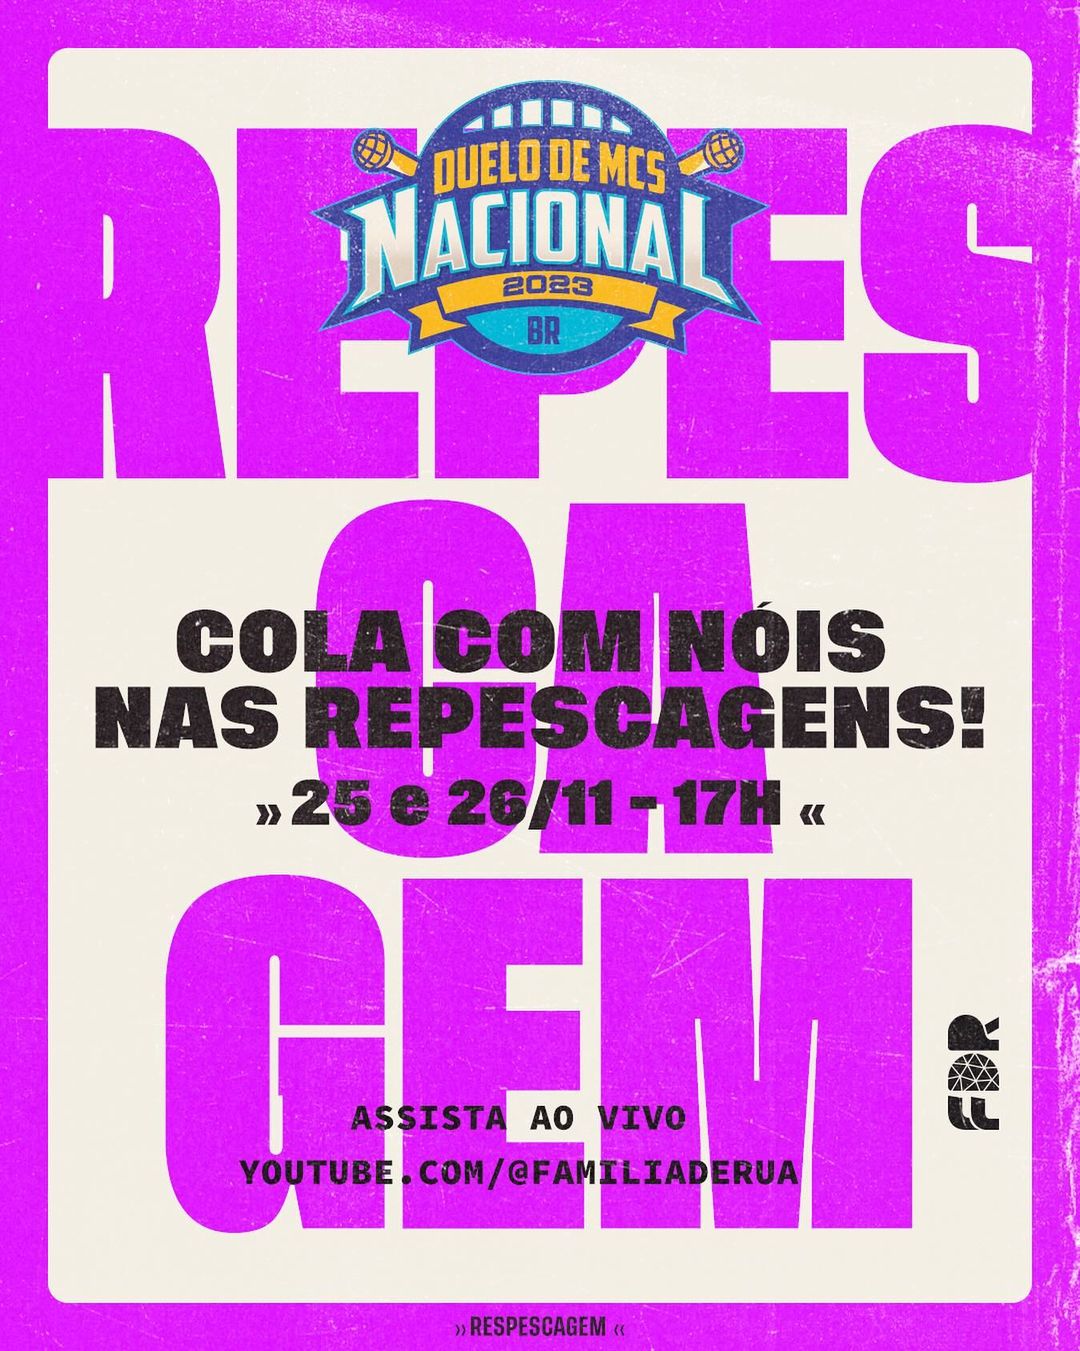 DUELO DE MCS
NACIONAL
2023
BR
REPES
CA
COLA COM NÓIS
NAS REPESCAGENS!
» 25 e 26/11 - 17H «
GEM
FDR
ASSISTA AO VIVO
YOUTUBE.COM/@FAMILIADERUA
» RESPESCAGEM «